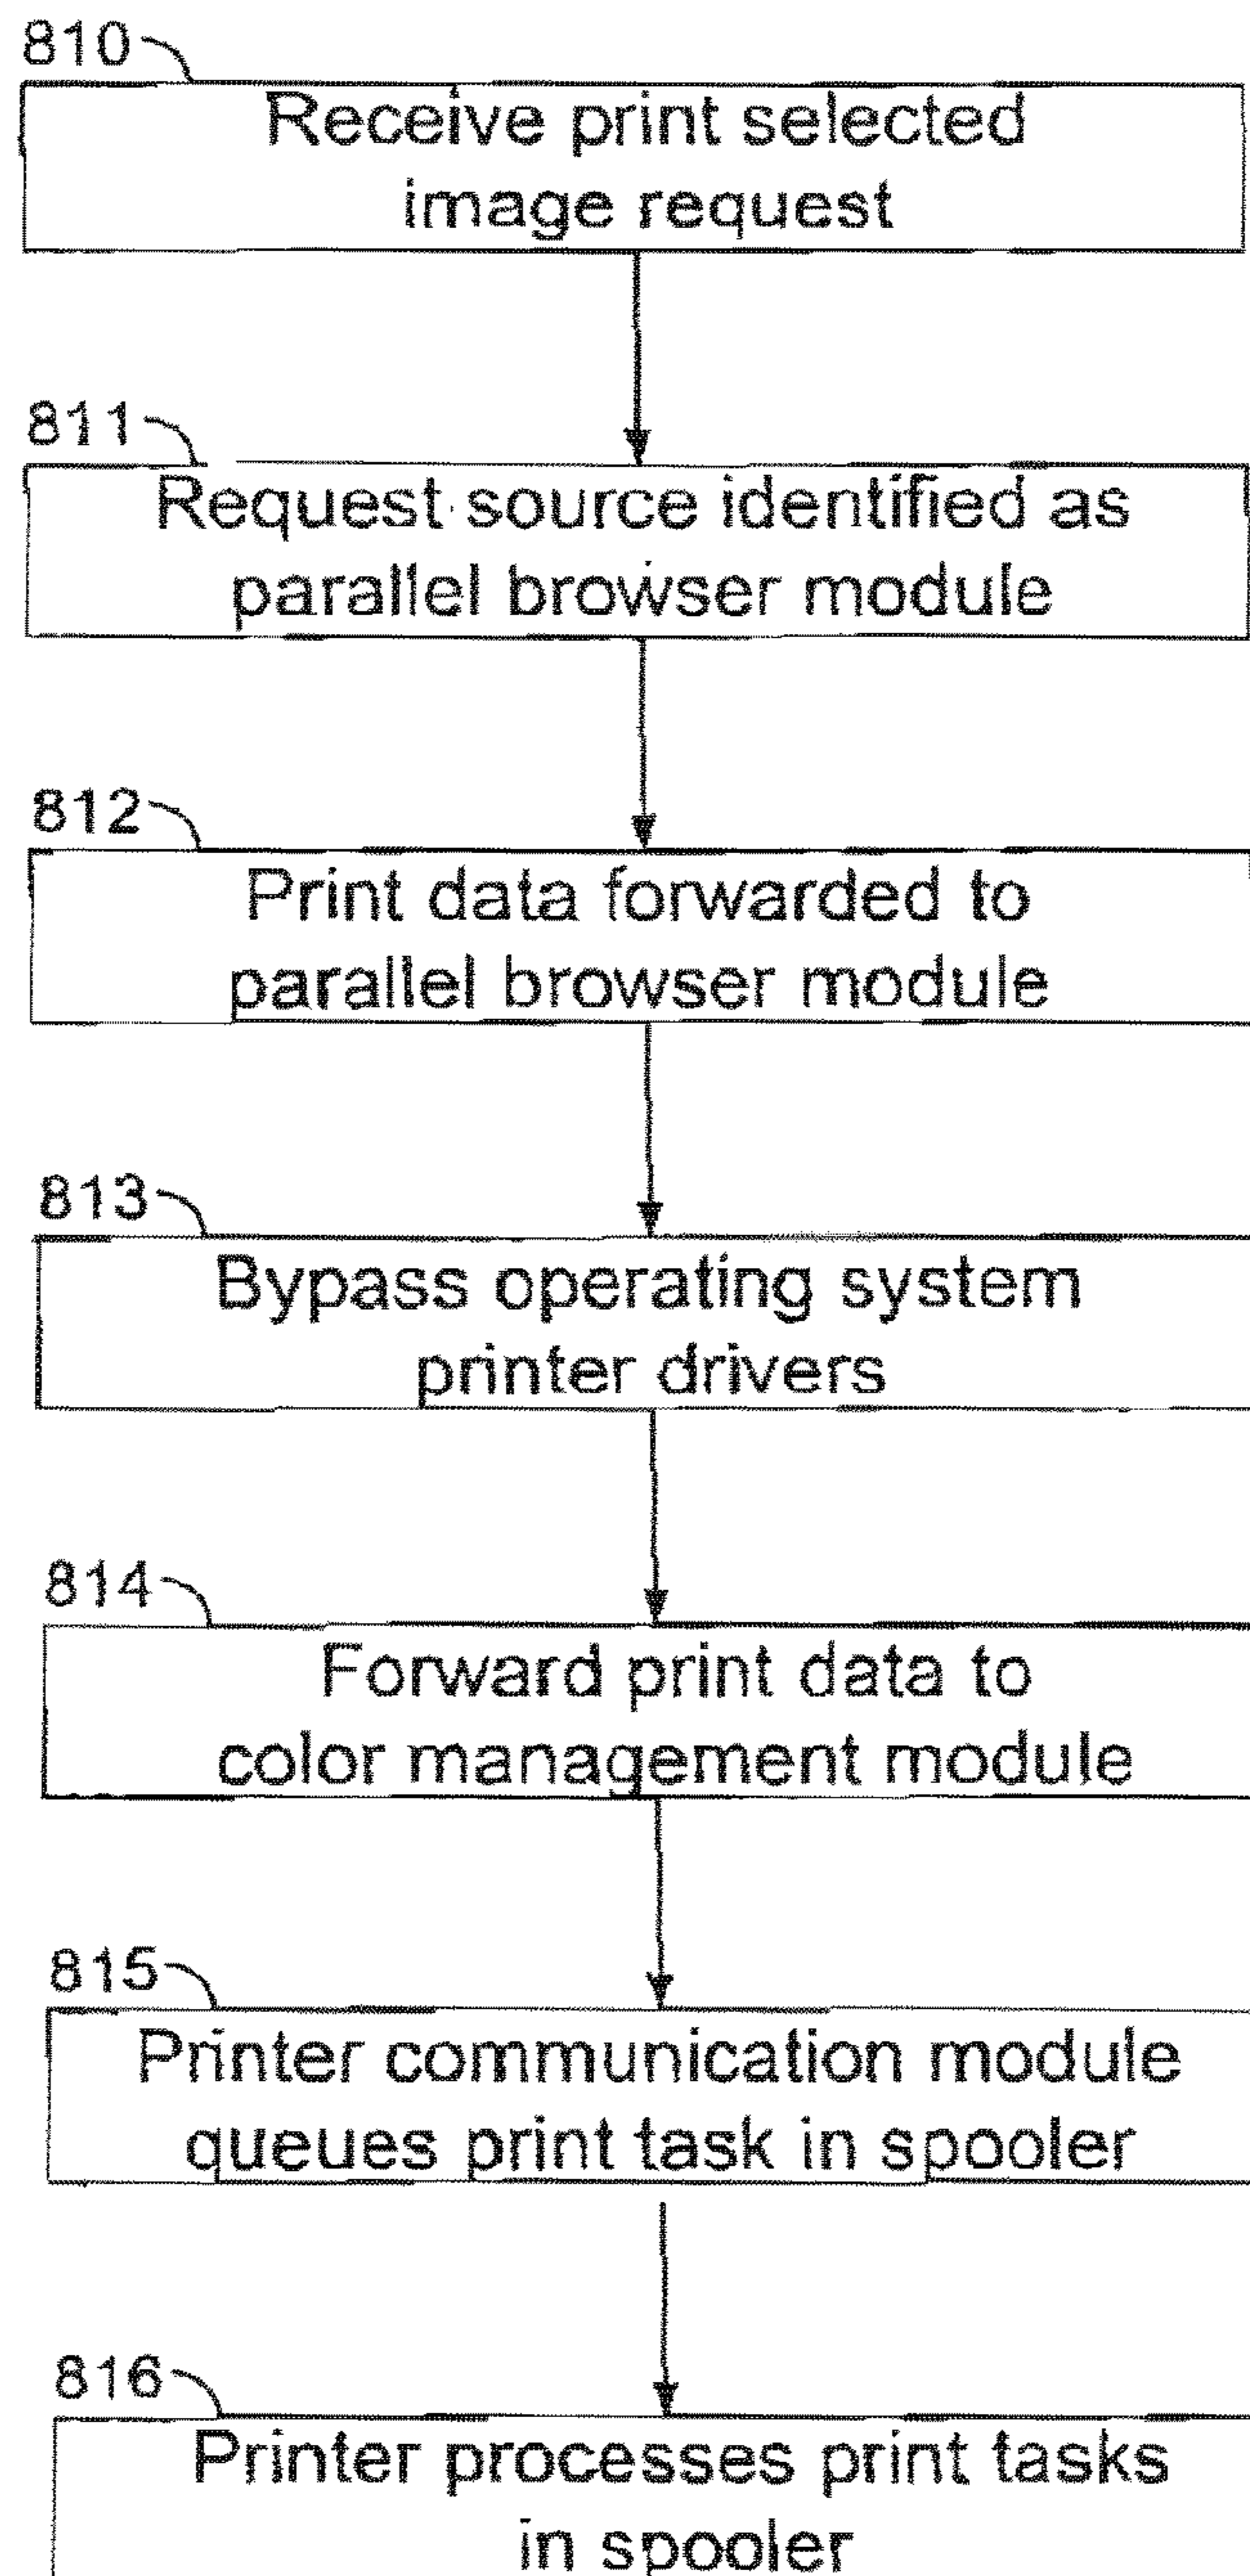 810
Receive print selected
image request
811
Request source identified as
parallel browser module
812
Print data forwarded to
parallel browser module
813
Bypass operating system
printer drivers
814
Forward print data to
color management module
815
Printer communication module
queues print task in spooler
816
Printer processes print tasks
in spooler